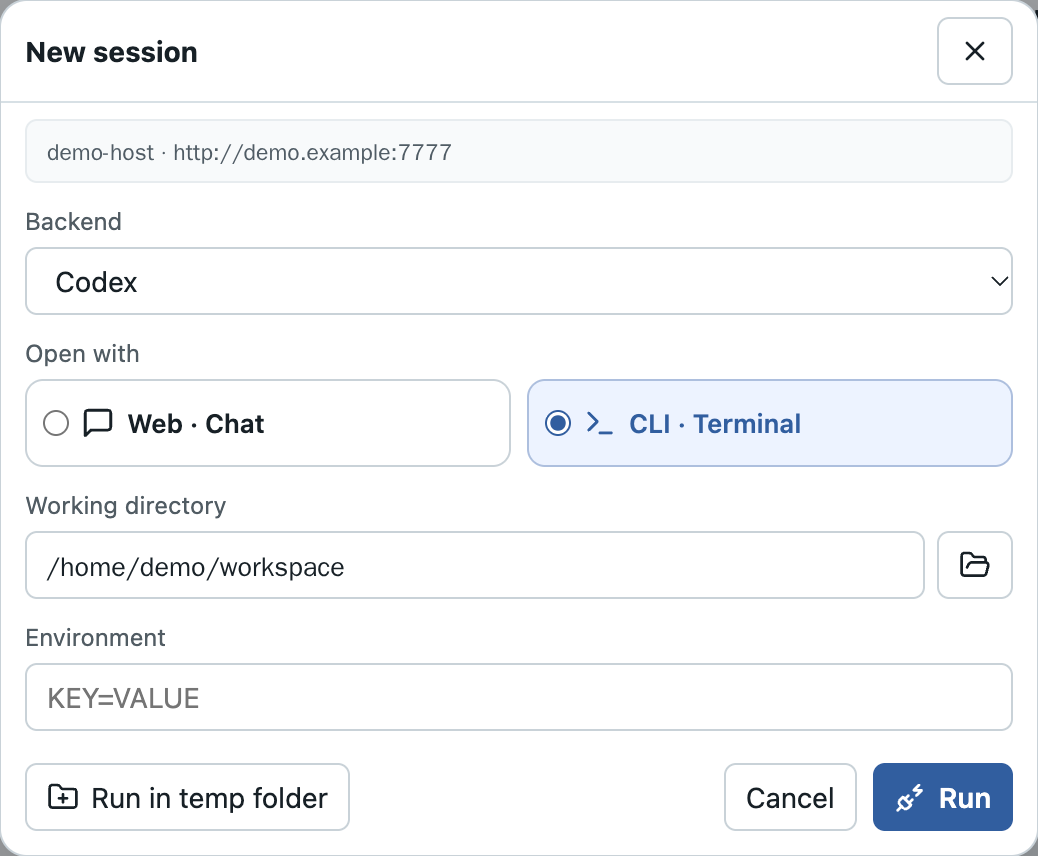 New session
demo-host · http://demo.example:7777
Backend
Codex
Open with
Web · Chat
CLI · Terminal
Working directory
/home/demo/workspace
Environment
KEY=VALUE
Run in temp folder
Cancel
Run